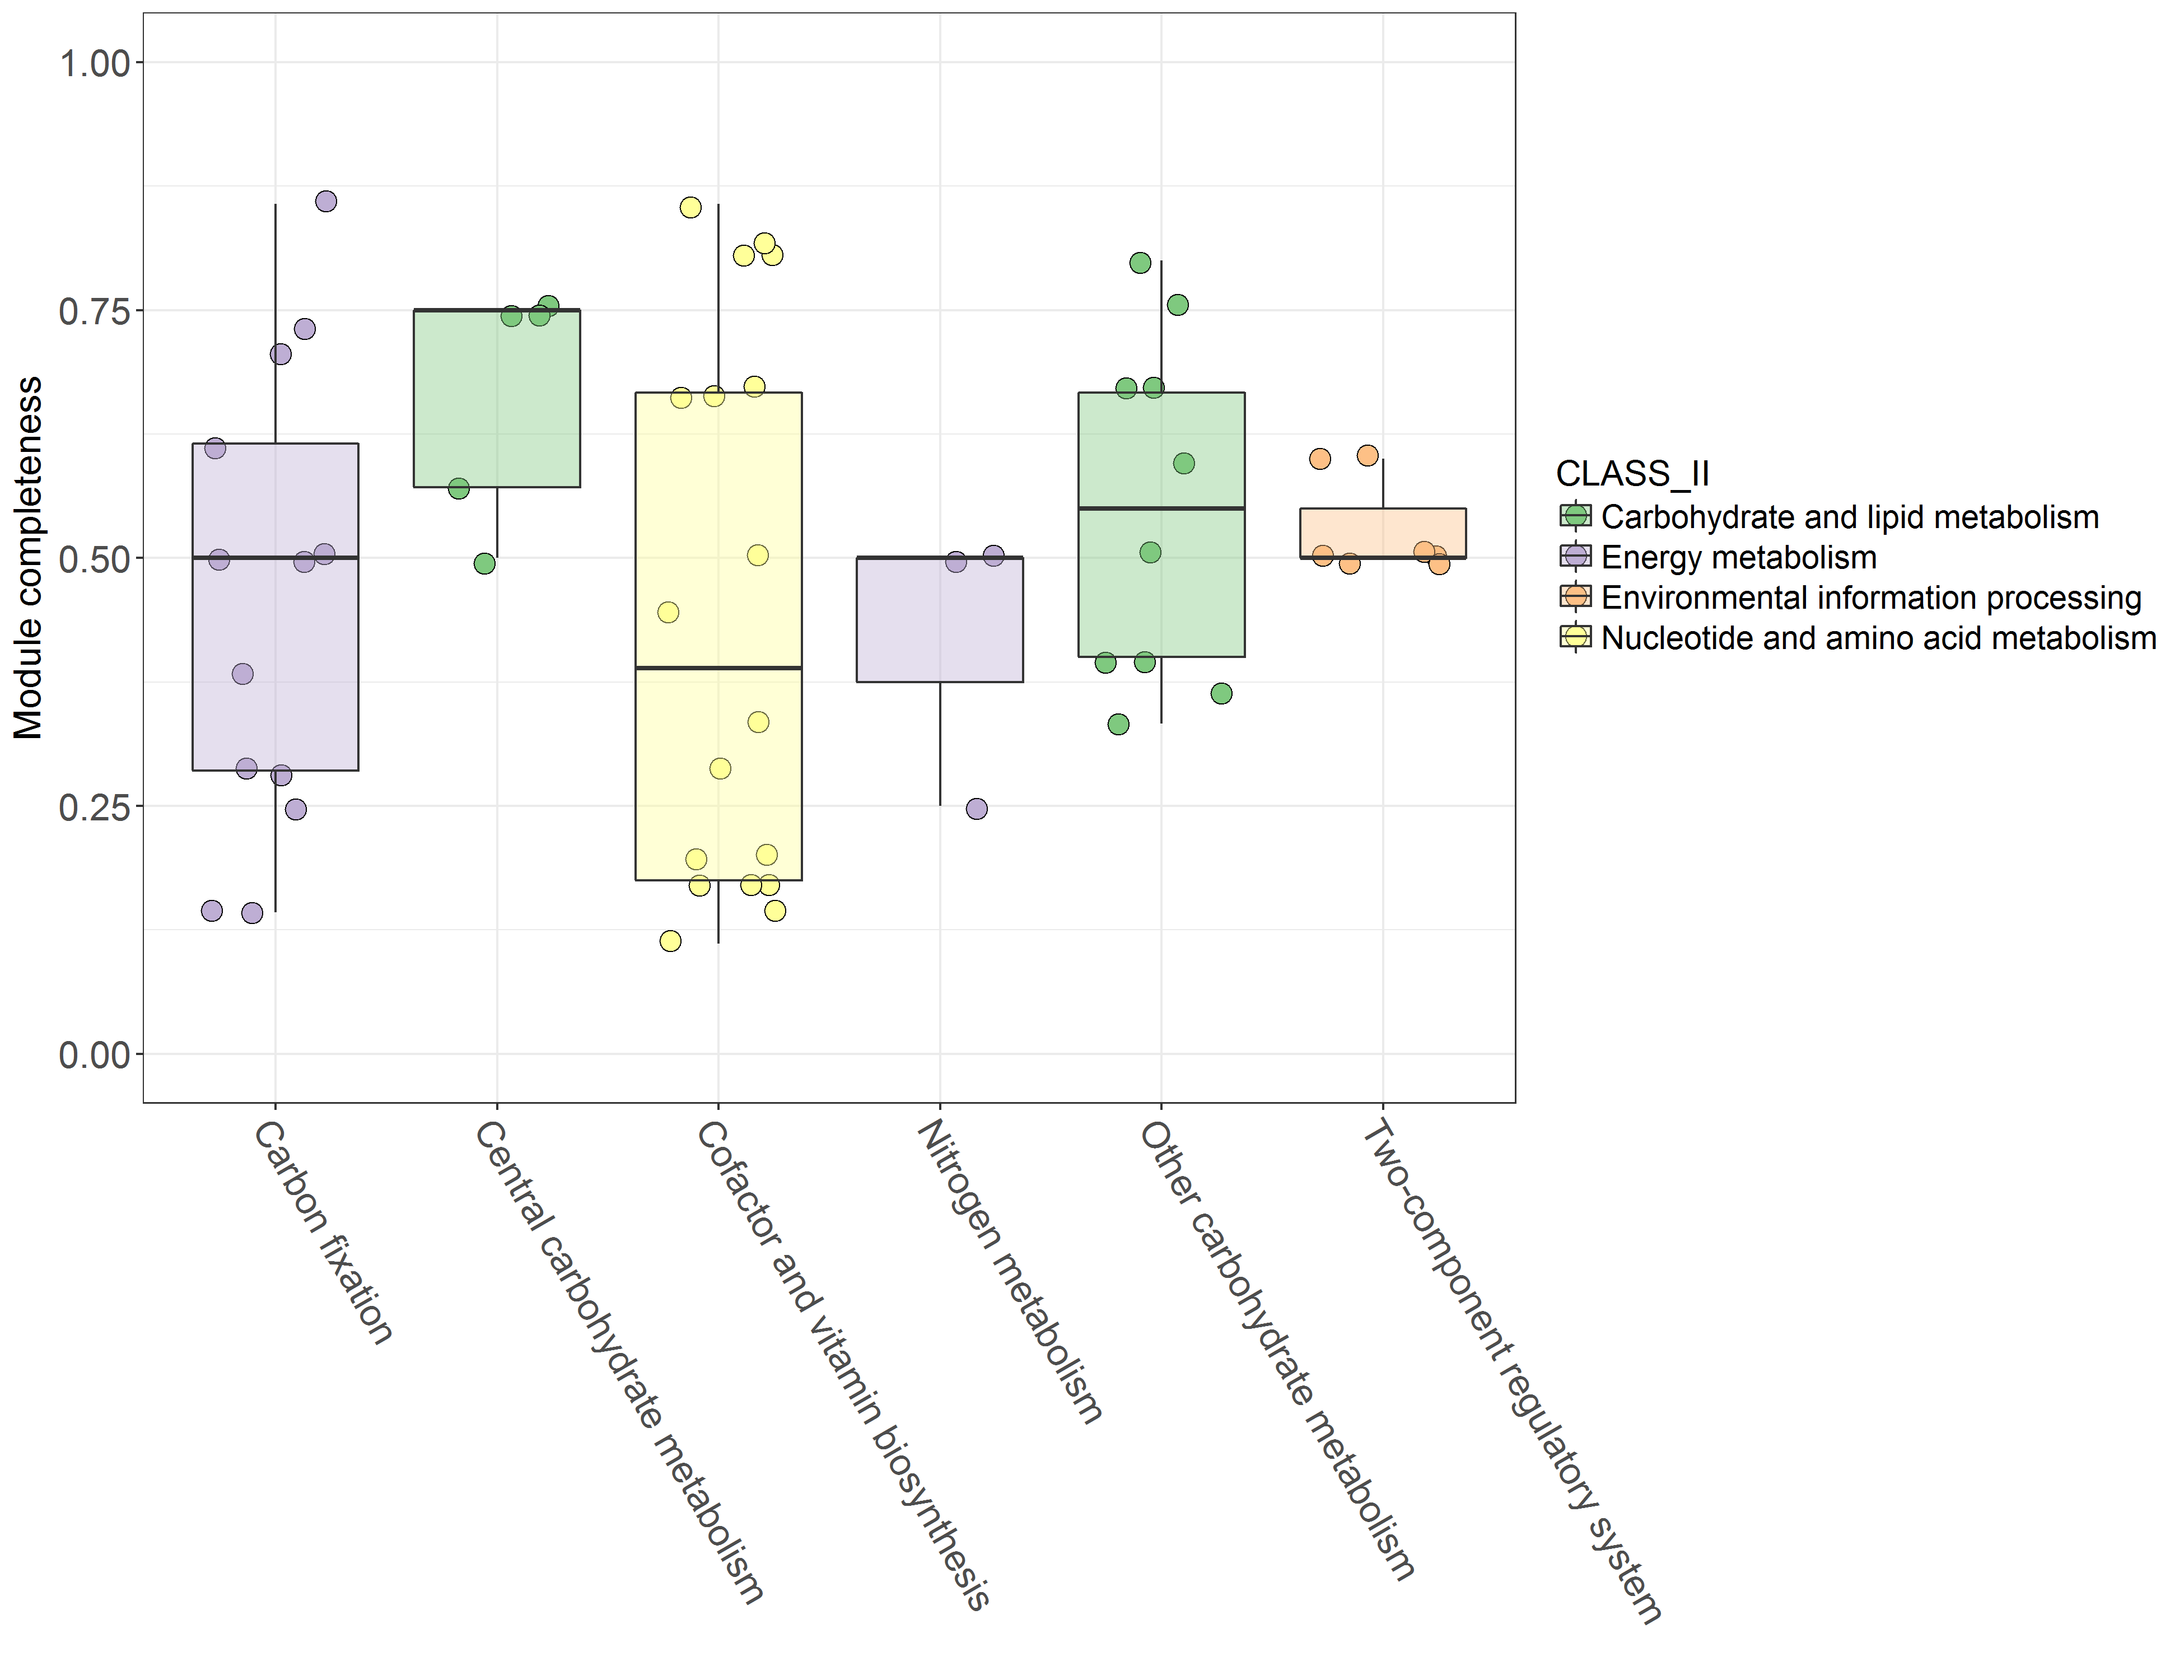 Module completeness
1.00
0.75
0.50
0.25
0.00
Carbon fixation
Central carbohydrate metabolism
Cofactor and vitamin biosynthesis
Nitrogen metabolism
Other carbohydrate metabolism
Two-component regulatory system
CLASS_II
Carbohydrate and lipid metabolism
Energy metabolism
Environmental information processing
Nucleotide and amino acid metabolism